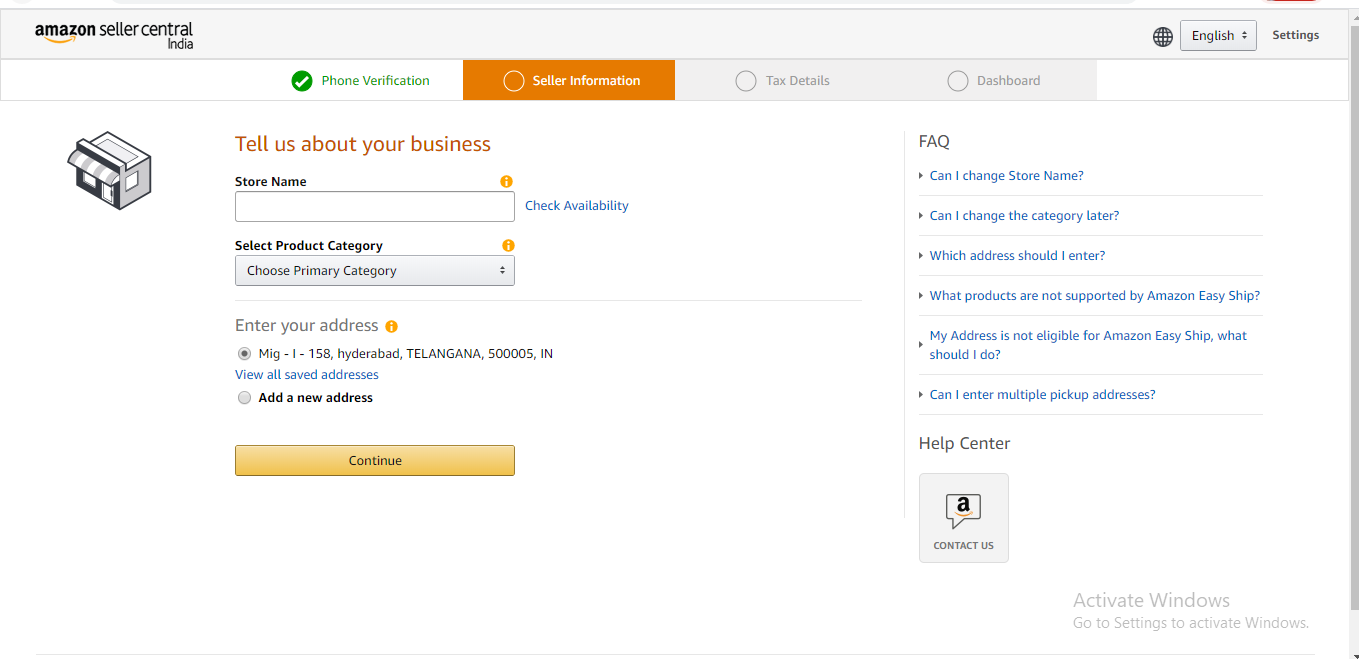 amazon seller central
India
English
Settings
Phone Verification
Seller Information
Tax Details
Dashboard
Tell us about your business
Store Name
Check Availability
Select Product Category
Choose Primary Category
Enter your address
Mig - I - 158, hyderabad, TELANGANA, 500005, IN
View all saved addresses
Add a new address
Continue
FAQ
Can I change Store Name?
Can I change the category later?
Which address should I enter?
What products are not supported by Amazon Easy Ship?
My Address is not eligible for Amazon Easy Ship, what
should I do?
Can I enter multiple pickup addresses?
Help Center
a
CONTACT US
Activate Windows
Go to Settings to activate Windows.